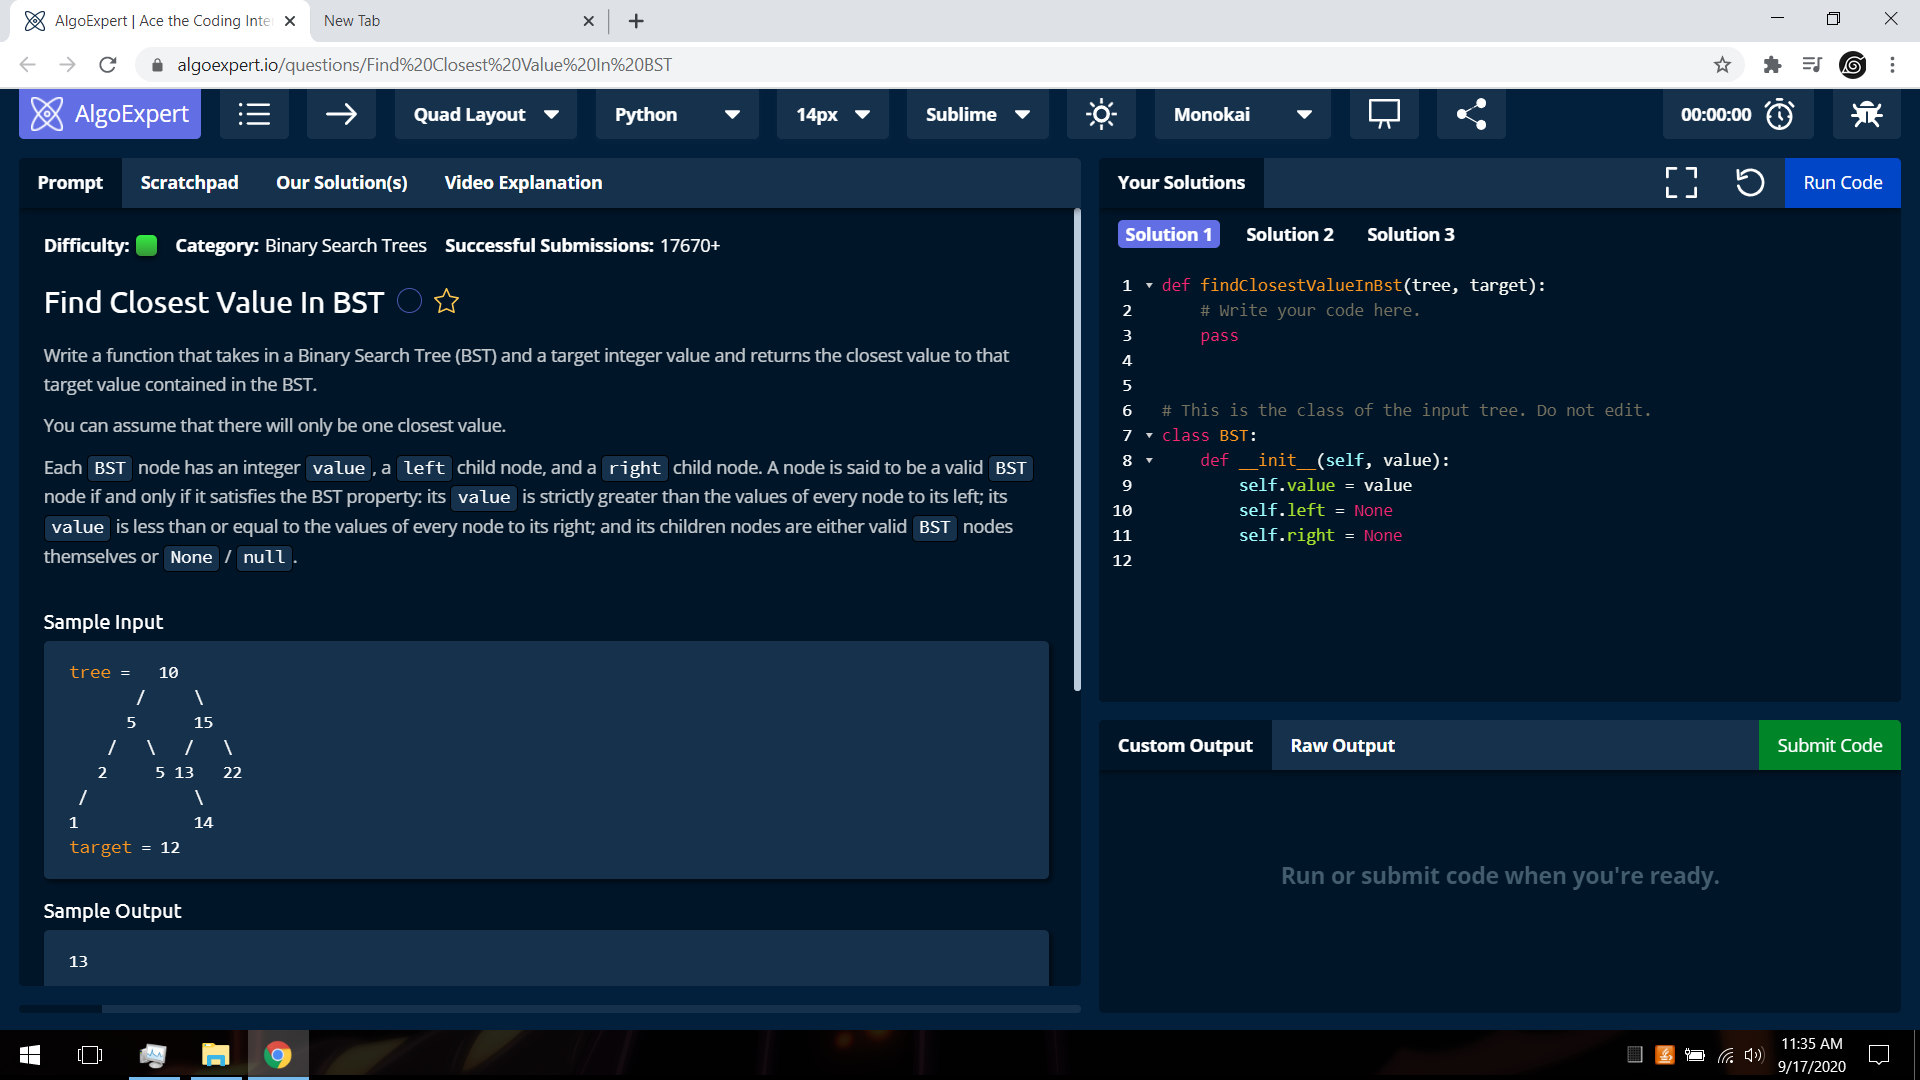 AlgoExpert | Ace the Coding Inte
New Tab
algoexpert.io/questions/Find%20Closest%20Value%20In%20BST
AlgoExpert
Quad Layout
Python
14px
Sublime
Monokai
00:00:00
Prompt
Scratchpad
Our Solution(s)
Video Explanation
Difficulty:
Category: Binary Search Trees
Successful Submissions: 17670+
Find Closest Value In BST
Write a function that takes in a Binary Search Tree (BST) and a target integer value and returns the closest value to that
target value contained in the BST.
You can assume that there will only be one closest value.
Each BST node has an integer value, a left child node, and a right child node. A node is said to be a valid BST
node if and only if it satisfies the BST property: its value is strictly greater than the values of every node to its left; its
value is less than or equal to the values of every node to its right; and its children nodes are either valid BST nodes
themselves or None / null.
Sample Input
tree =   10
       /     \
      5      15
    /   \   /   \
   2     5 13   22
 /           \
1            14
target = 12
Sample Output
13
Your Solutions
Run Code
Solution 1
Solution 2
Solution 3
1 def findClosestValueInBst(tree, target):
2     # Write your code here.
3     pass
4
5
6 # This is the class of the input tree. Do not edit.
7 class BST:
8     def __init__(self, value):
9         self.value = value
10         self.left = None
11         self.right = None
12
Custom Output
Raw Output
Submit Code
Run or submit code when you're ready.
11:35 AM
9/17/2020